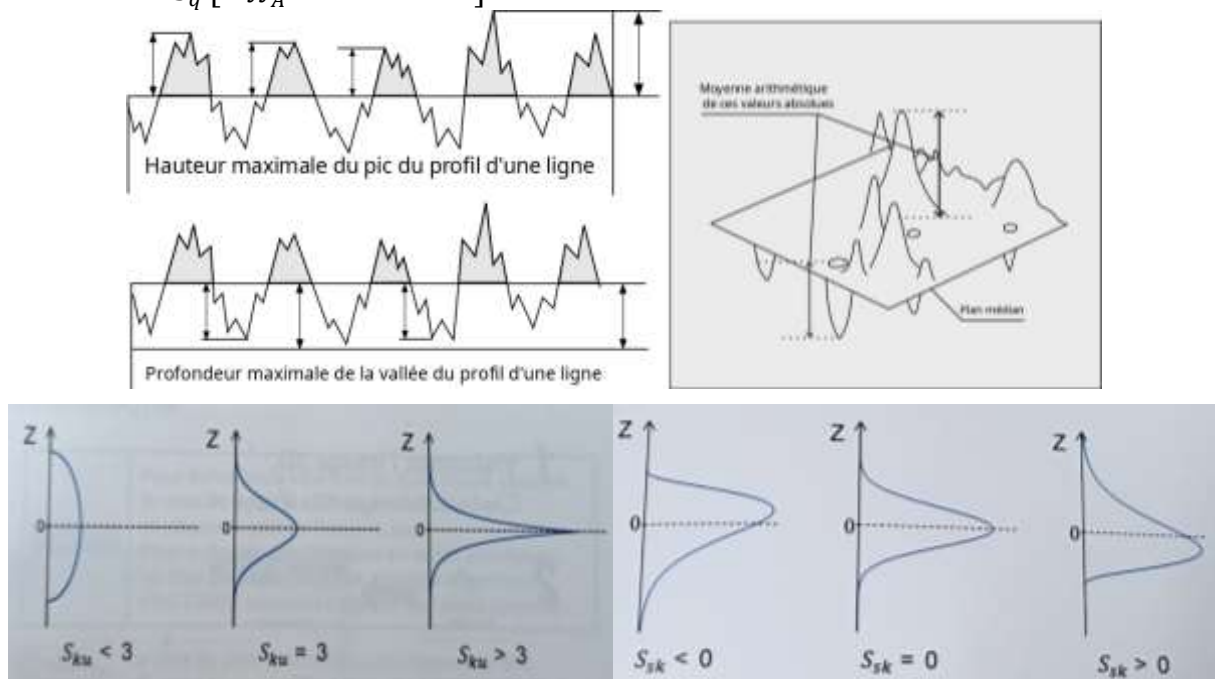 Hauteur maximale du pic du profil d'une ligne
Profondeur maximale de la vallée du profil d'une ligne
Moyenne arithmétique
de ces valeurs absolues
Plan médian
Z
0
S_ku < 3
Z
0
S_ku = 3
Z
0
S_ku > 3
Z
0
S_sk < 0
Z
0
S_sk = 0
Z
0
S_sk > 0